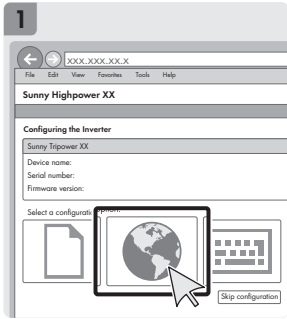 1
XXX.XXX.XX.X
File Edit View Favorites Tools Help
Sunny Highpower XX
Configuring the Inverter
Sunny Tripower XX
Device name:
Serial number:
Firmware version:
Select a configuration option:
Skip configuration